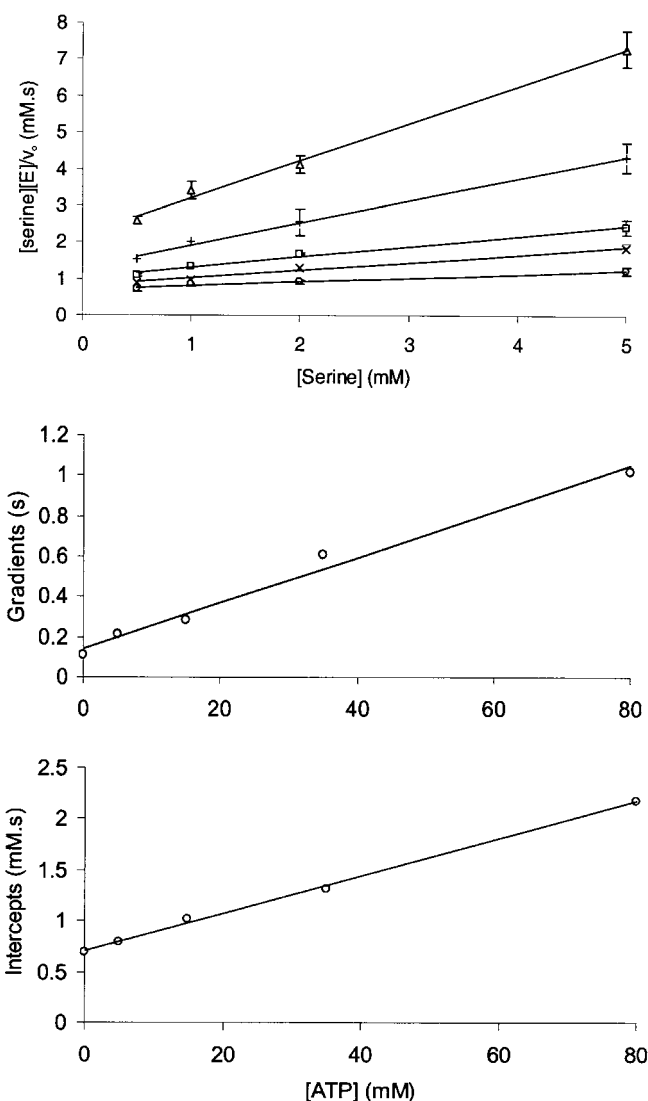 [serine][E]/vₒ (mM.s)
8
7
6
5
4
3
2
1
0
0 1 2 3 4 5
[Serine] (mM)
Gradients (s)
1.2
1
0.8
0.6
0.4
0.2
0
0 20 40 60 80
Intercepts (mM.s)
2.5
2
1.5
1
0.5
0
0 20 40 60 80
[ATP] (mM)